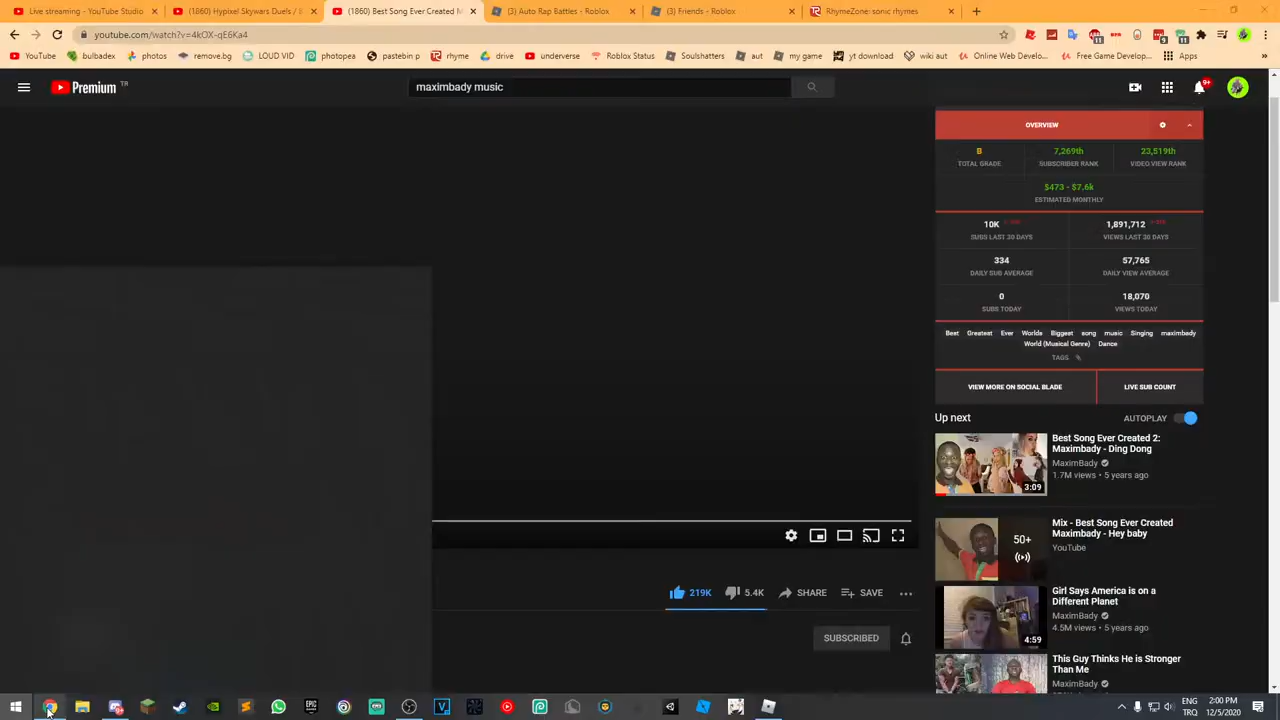 Live streaming - YouTube Studio
(1860) Hypixel Skywars Duels / B
(1860) Best Song Ever Created M
(3) Auto Rap Battles - Roblox
(3) Friends - Roblox
RhymeZone: sonic rhymes
youtube.com/watch?v=4kOX-qE6Ka4
YouTube
bulbadex
photos
remove.bg
LOUD VID
photopea
pastebin p
rhyme
drive
underverse
Roblox Status
Soulshatters
aut
my game
yt download
wiki aut
Online Web Develo...
Free Game Develop...
Apps
Premium TR
maximbady music
9+
OVERVIEW
B
7,269th
23,519th
TOTAL GRADE
SUBSCRIBER RANK
VIDEO VIEW RANK
$473 - $7.6k
ESTIMATED MONTHLY
10K
1,891,712
SUBS LAST 30 DAYS
VIEWS LAST 30 DAYS
334
57,765
DAILY SUB AVERAGE
DAILY VIEW AVERAGE
0
18,070
SUBS TODAY
VIEWS TODAY
Best Greatest Ever Worlds Biggest song music Singing maximbady
World (Musical Genre) Dance
TAGS
VIEW MORE ON SOCIAL BLADE
LIVE SUB COUNT
Up next
AUTOPLAY
Best Song Ever Created 2:
Maximbady - Ding Dong
MaximBady
1.7M views • 5 years ago
3:09
Mix - Best Song Ever Created
Maximbady - Hey baby
YouTube
50+
Girl Says America is on a
Different Planet
MaximBady
4.5M views • 5 years ago
4:59
This Guy Thinks He is Stronger
Than Me
MaximBady
219K
5.4K
SHARE
SAVE
SUBSCRIBED
EPIC
ENG
TRQ
2:00 PM
12/5/2020